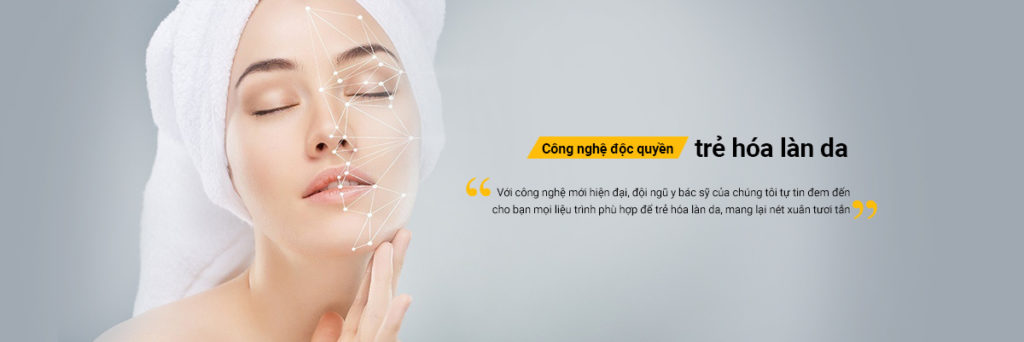 Công nghệ độc quyền trẻ hóa làn da
Với công nghệ mới hiện đại, đội ngũ y bác sỹ của chúng tôi tự tin đem đến
cho bạn mọi liệu trình phù hợp để trẻ hóa làn da, mang lại nét xuân tươi tắn